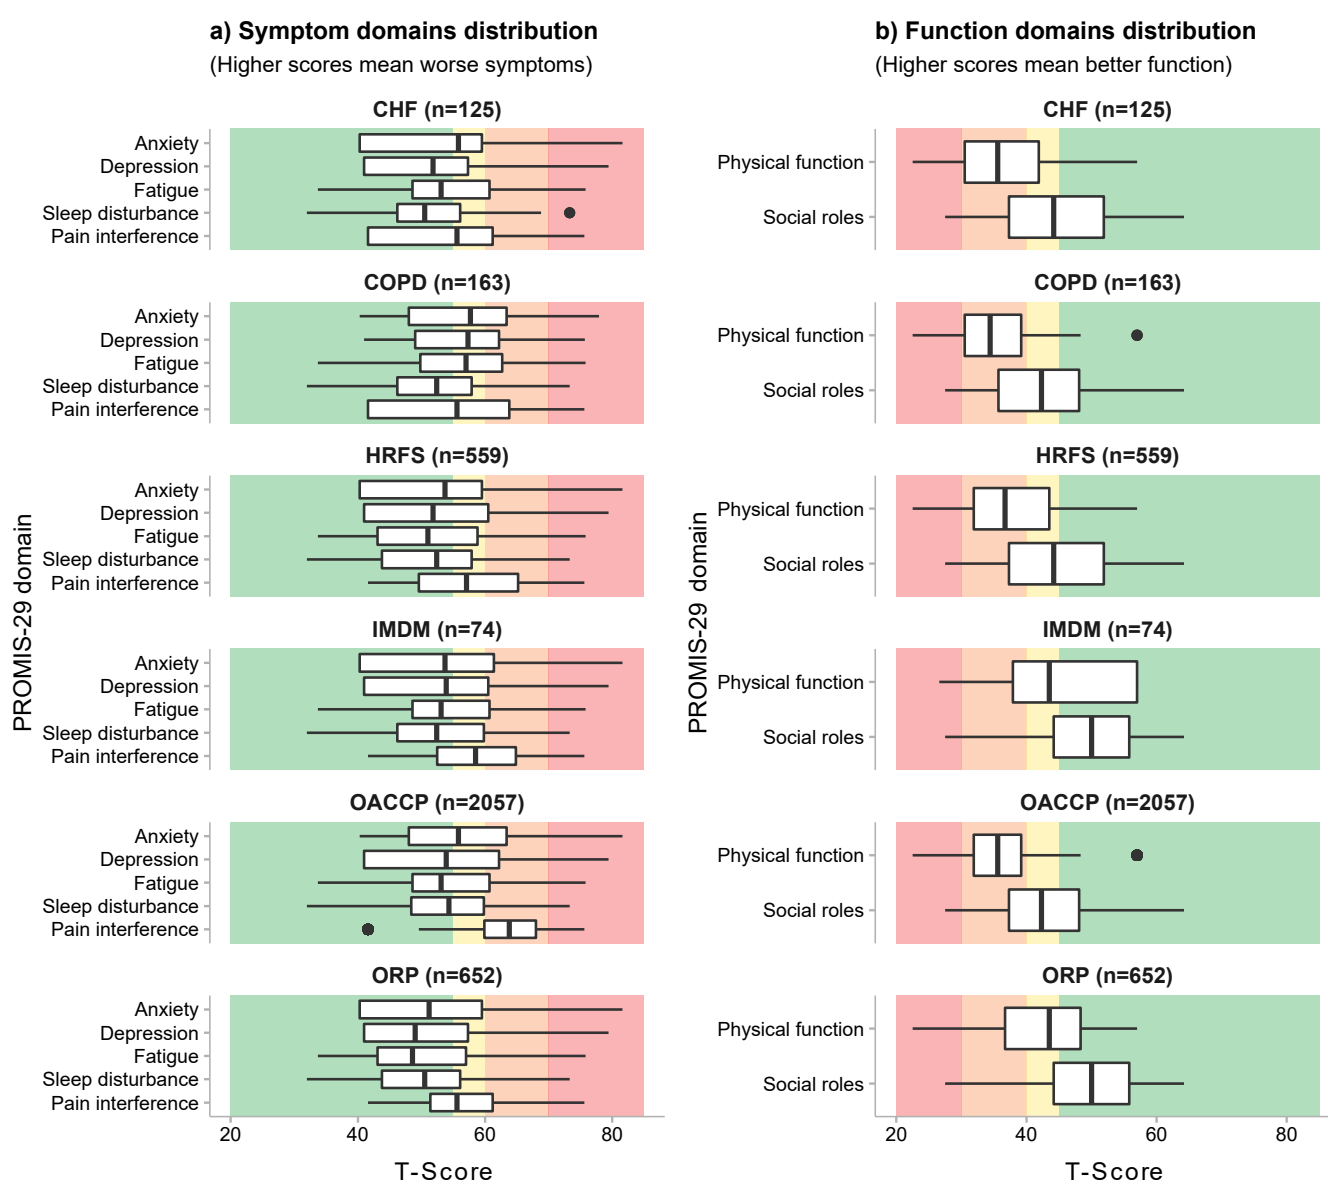 a) Symptom domains distribution
(Higher scores mean worse symptoms)
CHF (n=125)
Anxiety
Depression
Fatigue
Sleep disturbance
Pain interference
COPD (n=163)
Anxiety
Depression
Fatigue
Sleep disturbance
Pain interference
HRFS (n=559)
Anxiety
Depression
Fatigue
Sleep disturbance
Pain interference
IMDM (n=74)
Anxiety
Depression
Fatigue
Sleep disturbance
Pain interference
OACCP (n=2057)
Anxiety
Depression
Fatigue
Sleep disturbance
Pain interference
ORP (n=652)
Anxiety
Depression
Fatigue
Sleep disturbance
Pain interference
20 40 60 80
T-Score
PROMIS-29 domain
b) Function domains distribution
(Higher scores mean better function)
CHF (n=125)
Physical function
Social roles
COPD (n=163)
Physical function
Social roles
HRFS (n=559)
Physical function
Social roles
IMDM (n=74)
Physical function
Social roles
OACCP (n=2057)
Physical function
Social roles
ORP (n=652)
Physical function
Social roles
20 40 60 80
T-Score
PROMIS-29 domain